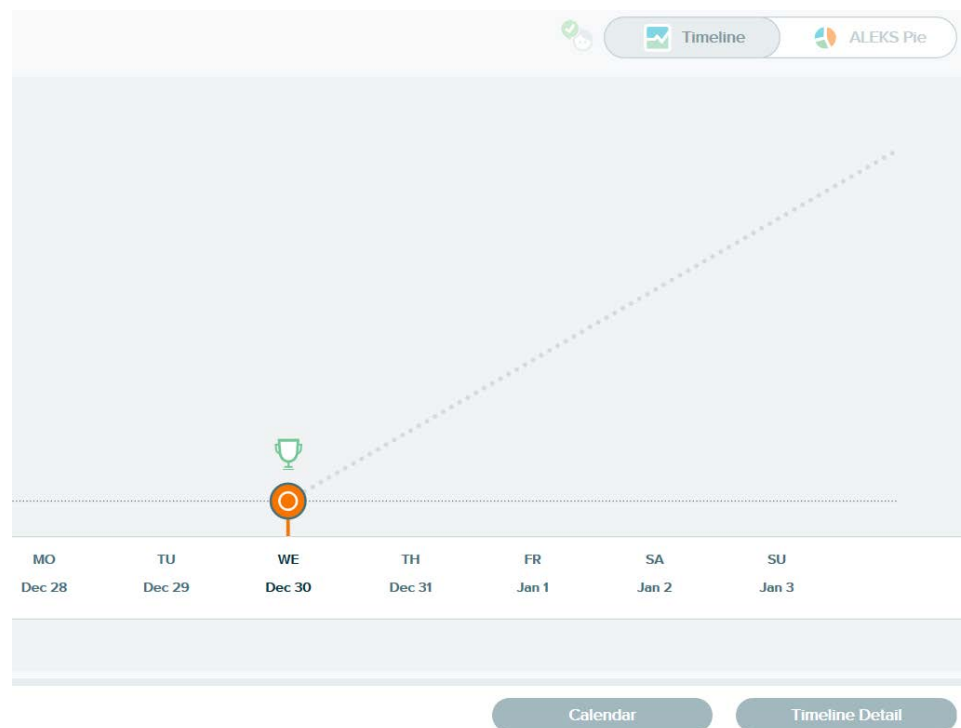 Timeline ALEKS Pie
MO TU WE TH FR SA SU
Dec 28 Dec 29 Dec 30 Dec 31 Jan 1 Jan 2 Jan 3
Calendar Timeline Detail